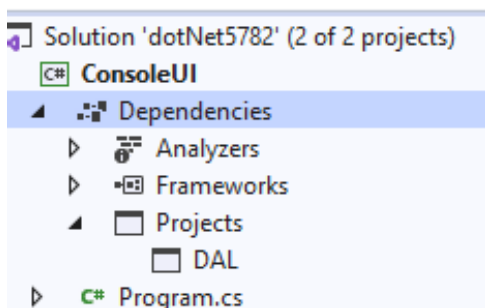 Solution 'dotNet5782' (2 of 2 projects)
C# ConsoleUI
Dependencies
Analyzers
Frameworks
Projects
DAL
C# Program.cs